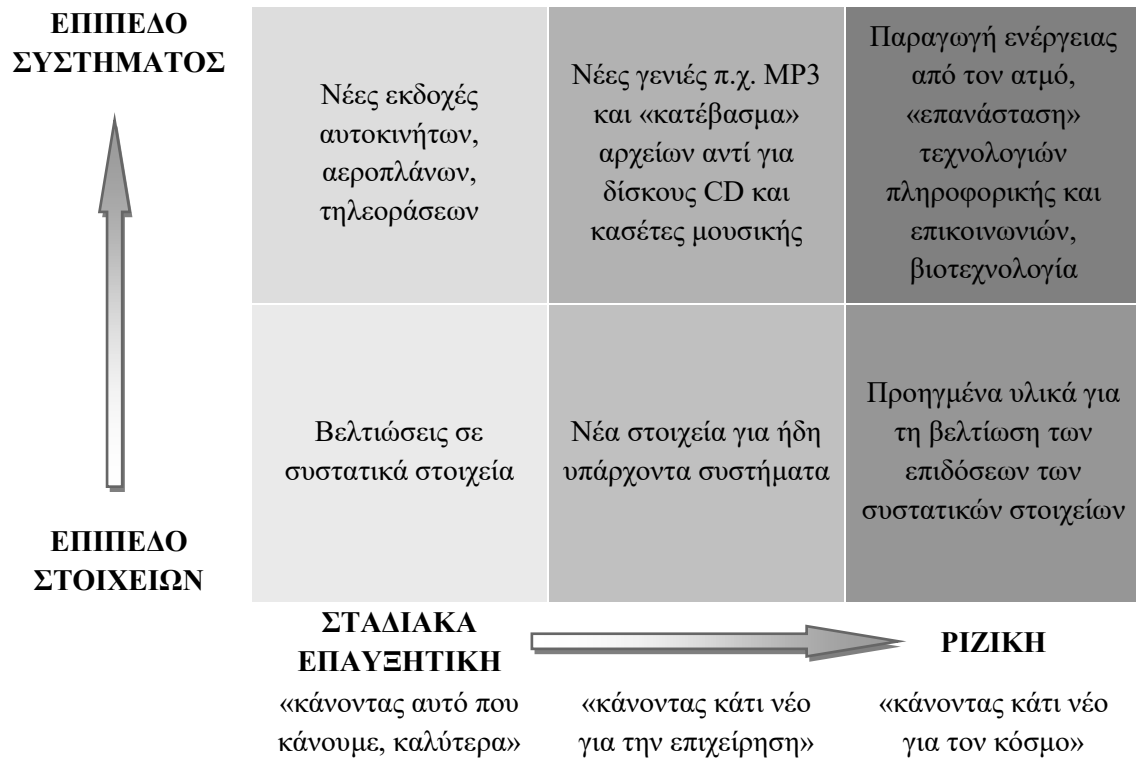 ΕΠΙΠΕΔΟ
ΣΥΣΤΗΜΑΤΟΣ
Νέες εκδοχές
αυτοκινήτων,
αεροπλάνων,
τηλεοράσεων
Νέες γενιές π.χ. MP3
και «κατέβασμα»
αρχείων αντί για
δίσκους CD και
κασέτες μουσικής
Παραγωγή ενέργειας
από τον ατμό,
«επανάσταση»
τεχνολογιών
πληροφορικής και
επικοινωνιών,
βιοτεχνολογία
ΕΠΙΠΕΔΟ
ΣΤΟΙΧΕΙΩΝ
Βελτιώσεις σε
συστατικά στοιχεία
Νέα στοιχεία για ήδη
υπάρχοντα συστήματα
Προηγμένα υλικά για
τη βελτίωση των
επιδόσεων των
συστατικών στοιχείων
ΣΤΑΔΙΑΚΑ
ΕΠΑΥΞΗΤΙΚΗ
ΡΙΖΙΚΗ
«κάνοντας αυτό που
κάνουμε, καλύτερα»
«κάνοντας κάτι νέο
για την επιχείρηση»
«κάνοντας κάτι νέο
για τον κόσμο»